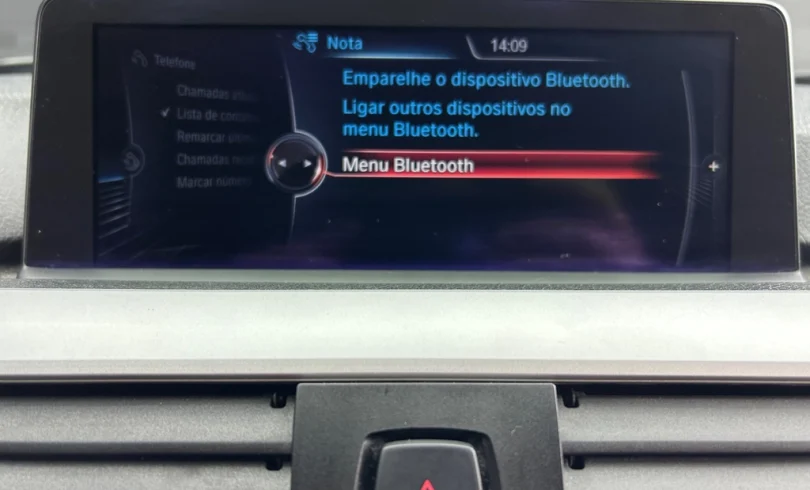 Nota
14:09
Telefone
Emparelhe o dispositivo Bluetooth.
Ligar outros dispositivos no
menu Bluetooth.
Menu Bluetooth
Chamadas
Lista de
Remarcar
Chamadas
Marcar